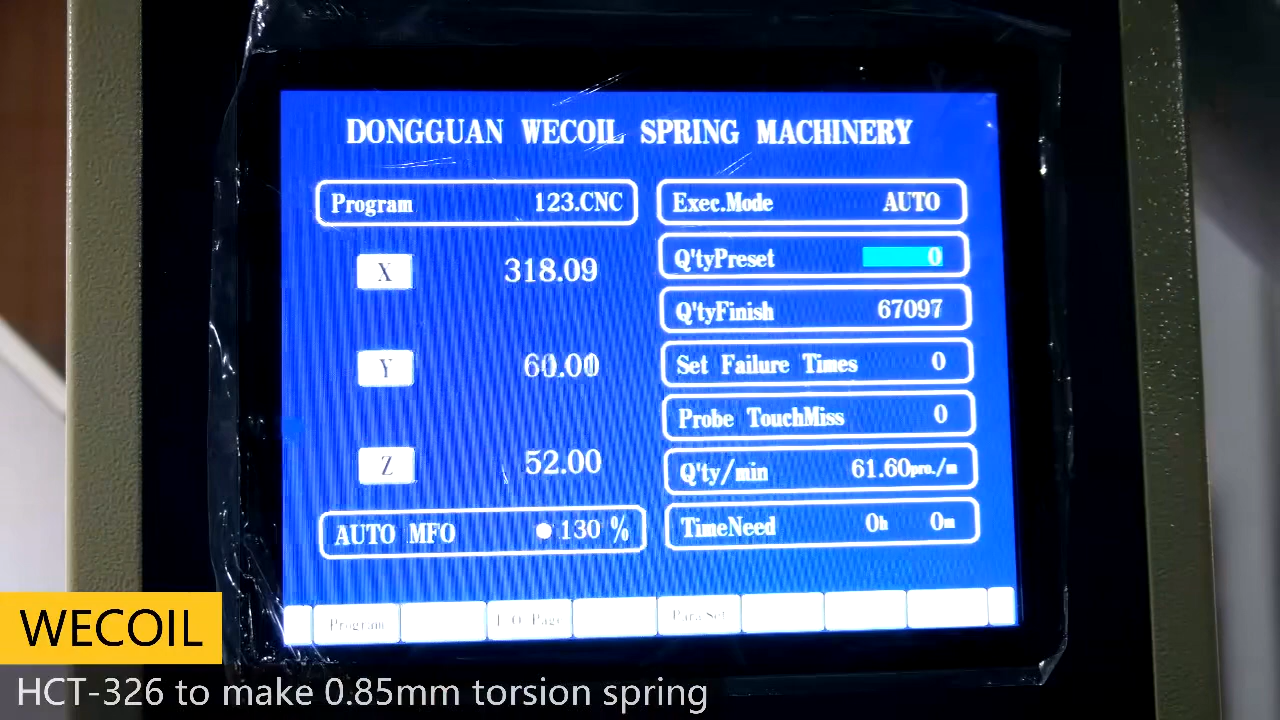 DONGGUAN WECOIL SPRING MACHINERY
Program 123.CNC
X 318.09
Y 60.00
Z 52.00
AUTO MFO 130 %
Exec.Mode AUTO
Q'tyPreset 0
Q'tyFinish 67097
Set Failure Times 0
Probe TouchMiss 0
Q'ty/min 61.60pro./m
TimeNeed 0h 0m
Program I/O Page Para.Set
WECOIL
HCT-326 to make 0.85mm torsion spring